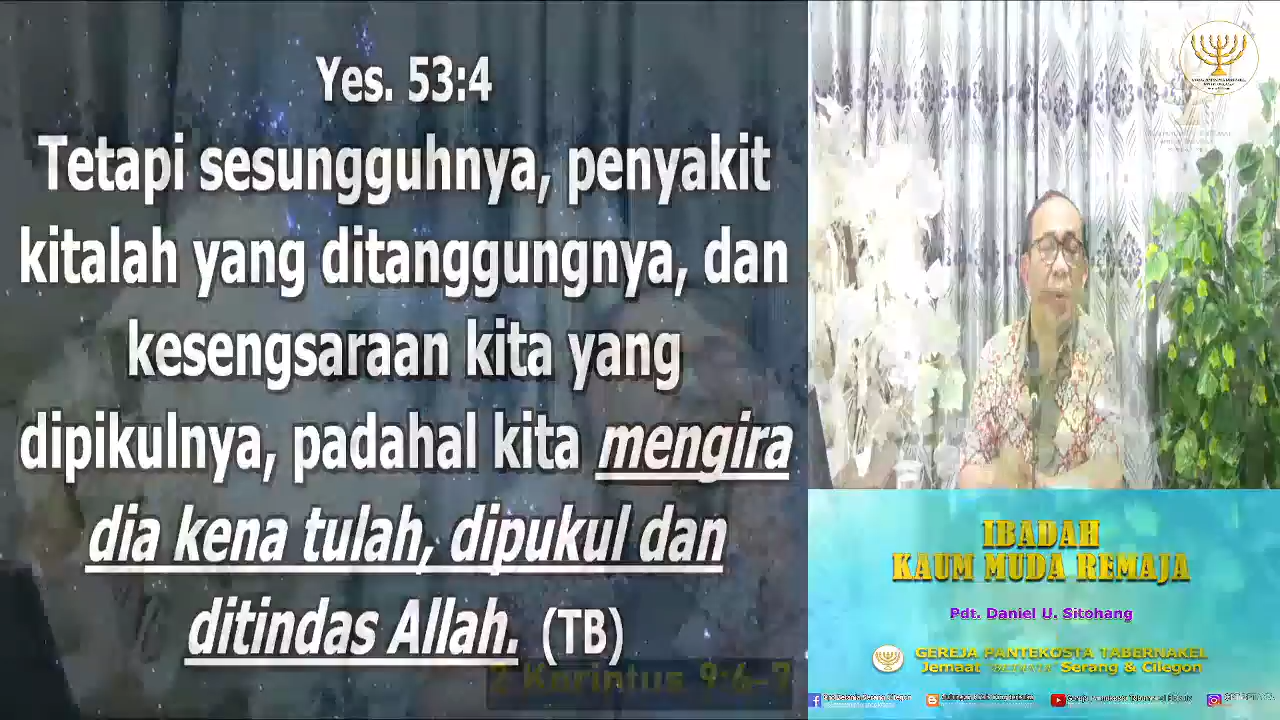 Yes. 53:4
Tetapi sesungguhnya, penyakit
kitalah yang ditanggungnya, dan
kesengsaraan kita yang
dipikulnya, padahal kita mengira
dia kena tulah, dipukul dan
ditindas Allah. (TB)
2 Korintus 9:6-7
IBADAH
KAUM MUDA REMAJA
Pdt. Daniel U. Sitohang
GEREJA PANTEKOSTA TABERNAKEL
Jemaat "BETANIA" Serang & Cilegon